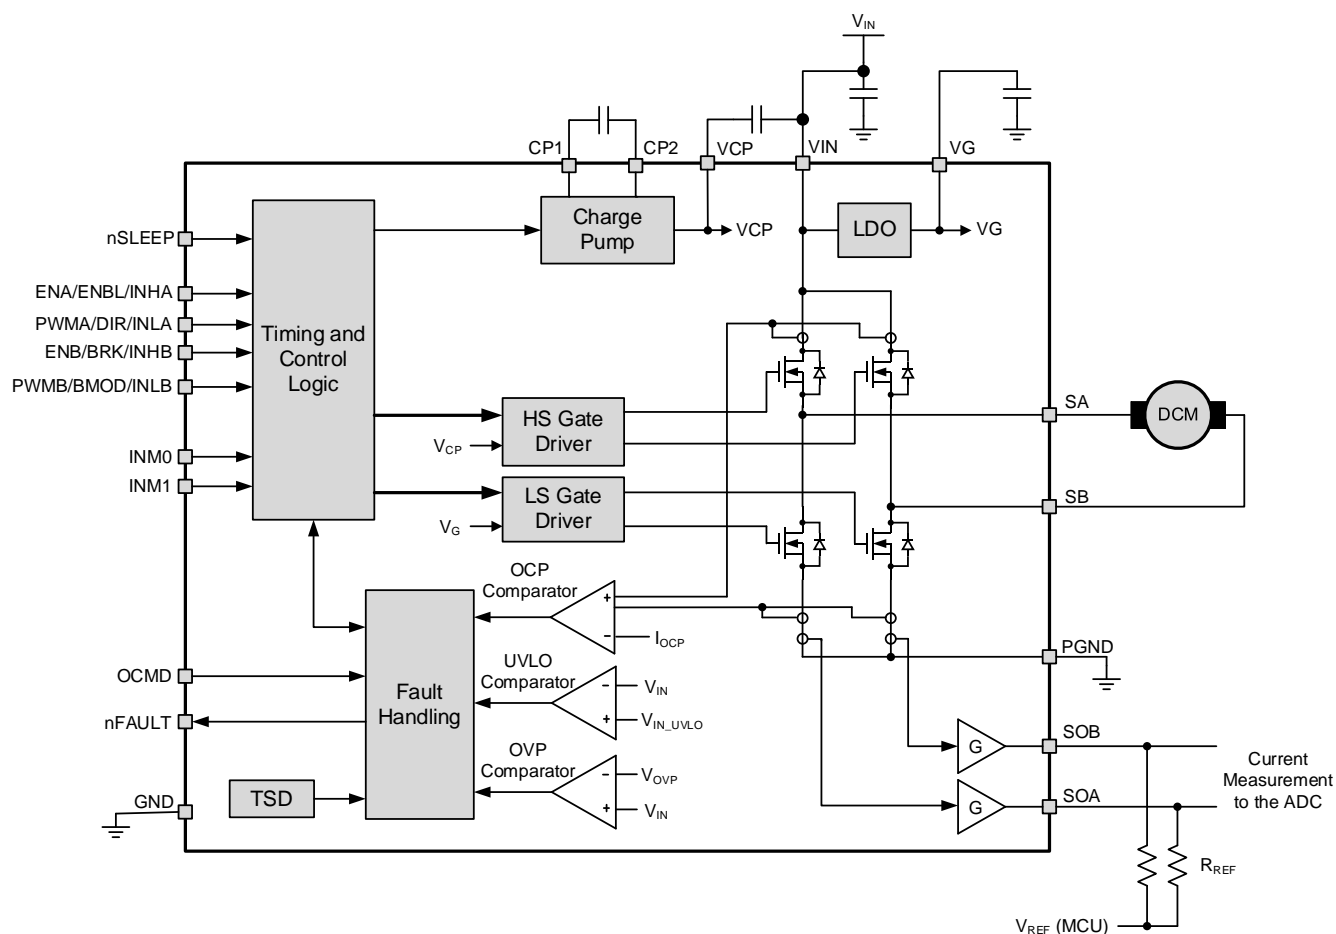 VIN
CP1
CP2
VCP
VIN
VG
Charge
Pump
VCP
LDO
VG
nSLEEP
ENA/ENBL/INHA
PWMA/DIR/INLA
ENB/BRK/INHB
PWMB/BMOD/INLB
INM0
INM1
Timing and
Control
Logic
HS Gate
Driver
VCP
LS Gate
Driver
VG
SA
DCM
SB
OCP
Comparator
+
−
IOCP
UVLO
Comparator
−
+
VIN
VIN_UVLO
OVP
Comparator
−
+
VOVP
VIN
Fault
Handling
TSD
OCMD
nFAULT
GND
PGND
G
SOB
G
SOA
Current
Measurement
to the ADC
RREF
VREF (MCU)